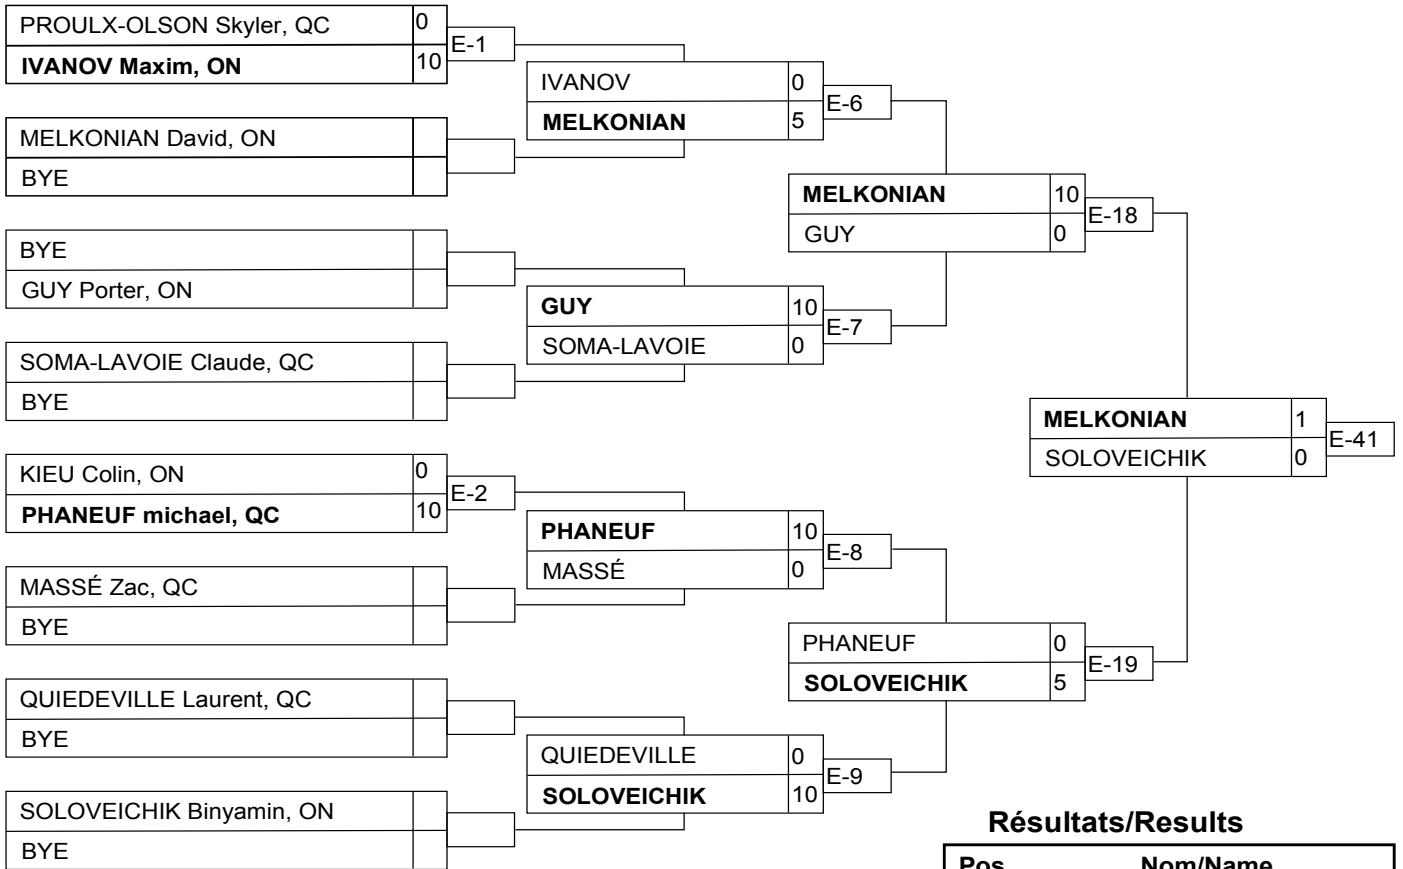 PROULX-OLSON Skyler, QC 0
IVANOV Maxim, ON 10
E-1
MELKONIAN David, ON
BYE
BYE
GUY Porter, ON
SOMA-LAVOIE Claude, QC
BYE
KIEU Colin, ON 0
PHANEUF michael, QC 10
E-2
MASSÉ Zac, QC
BYE
QUIEDEVILLE Laurent, QC
BYE
SOLOVEICHIK Binyamin, ON
BYE
IVANOV 0
MELKONIAN 5
E-6
GUY 10
SOMA-LAVOIE 0
E-7
PHANEUF 10
MASSÉ 0
E-8
QUIEDEVILLE 0
SOLOVEICHIK 10
E-9
MELKONIAN 10
GUY 0
E-18
PHANEUF 0
SOLOVEICHIK 5
E-19
MELKONIAN 1
SOLOVEICHIK 0
E-41
Résultats/Results
Pos Nom/Name